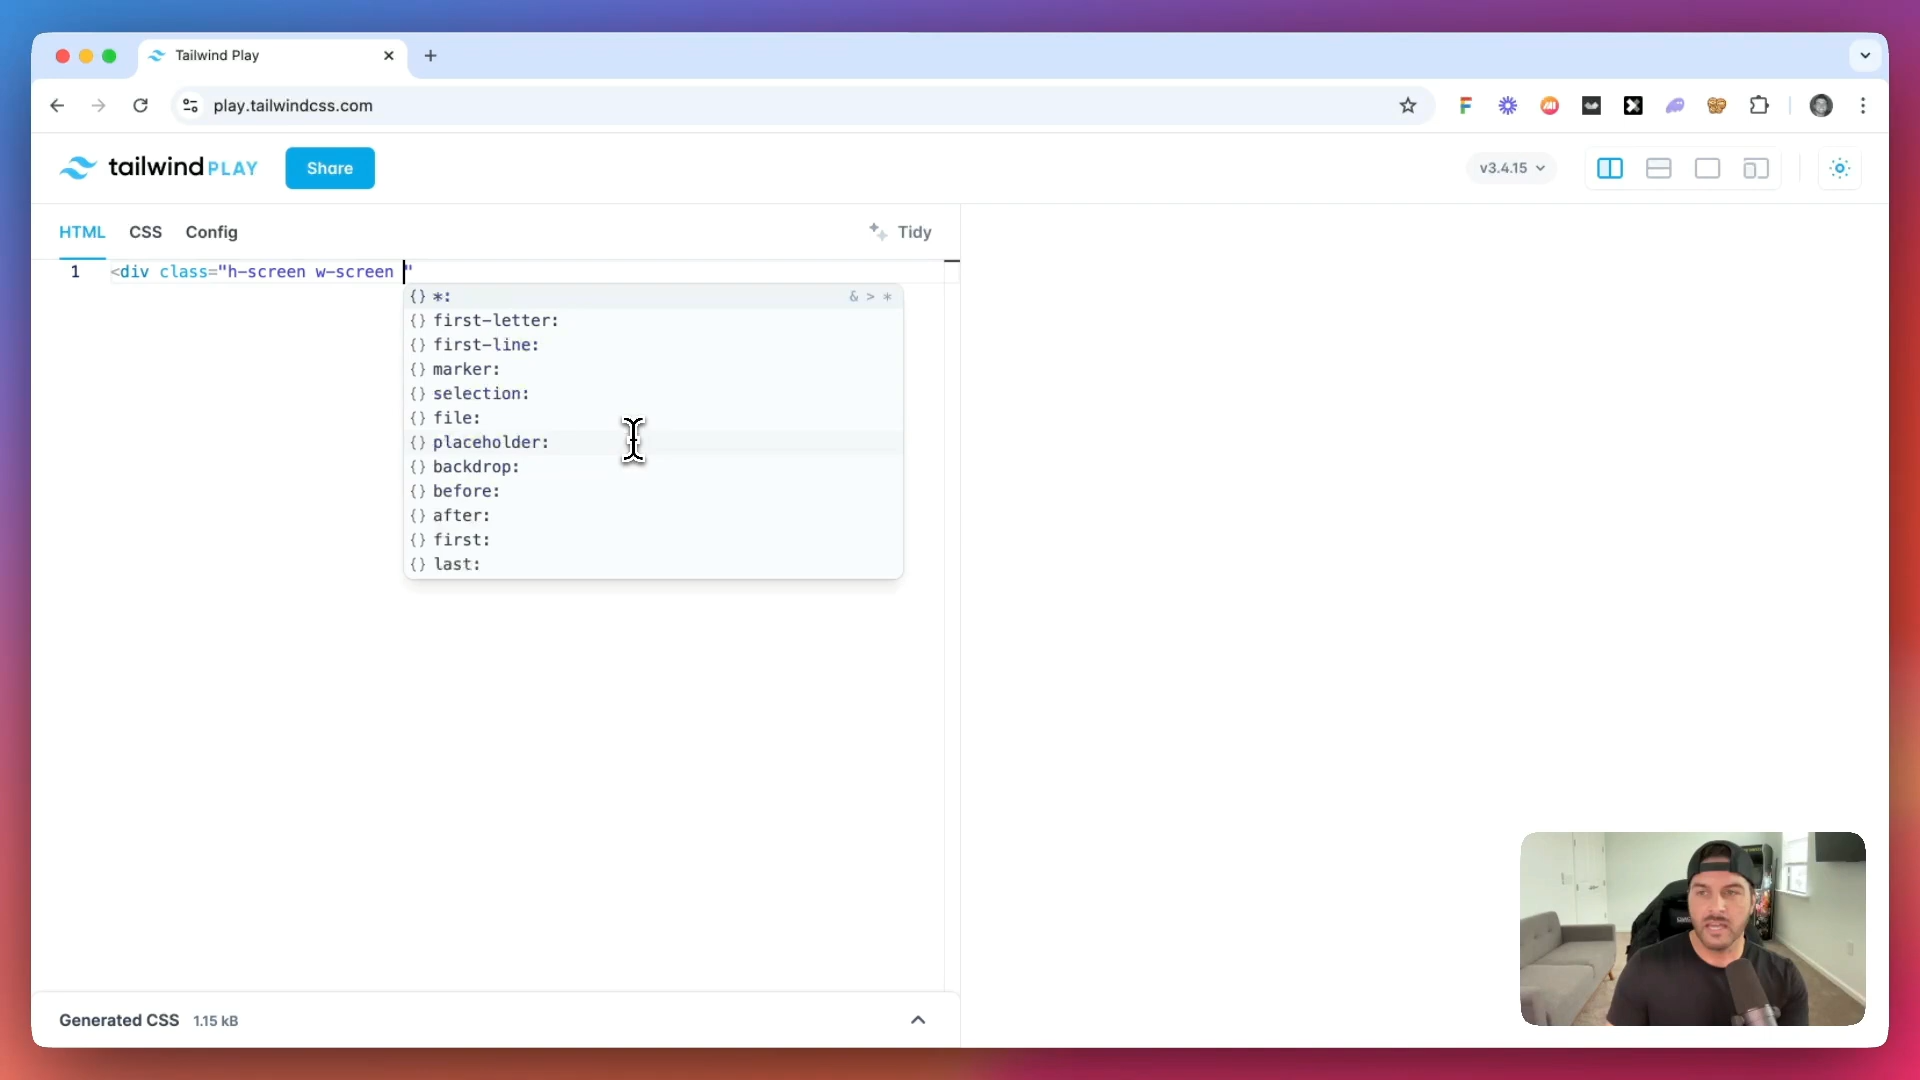 Tailwind Play
play.tailwindcss.com
tailwind PLAY
Share
v3.4.15
HTML CSS Config
Tidy
1 <div class="h-screen w-screen "
{} *: & > *
{} first-letter:
{} first-line:
{} marker:
{} selection:
{} file:
{} placeholder:
{} backdrop:
{} before:
{} after:
{} first:
{} last:
Generated CSS 1.15 kB